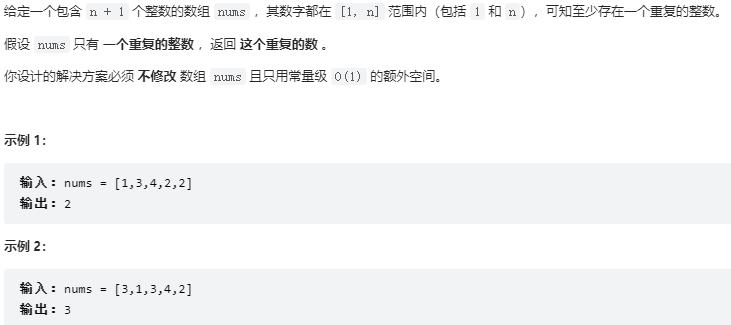 给定一个包含 n + 1 个整数的数组 nums ，其数字都在 [1, n] 范围内（包括 1 和 n ），可知至少存在一个重复的整数。
假设 nums 只有 一个重复的整数 ，返回 这个重复的数 。
你设计的解决方案必须 不修改 数组 nums 且只用常量级 O(1) 的额外空间。
示例 1：
输入：nums = [1,3,4,2,2]
输出：2
示例 2：
输入：nums = [3,1,3,4,2]
输出：3